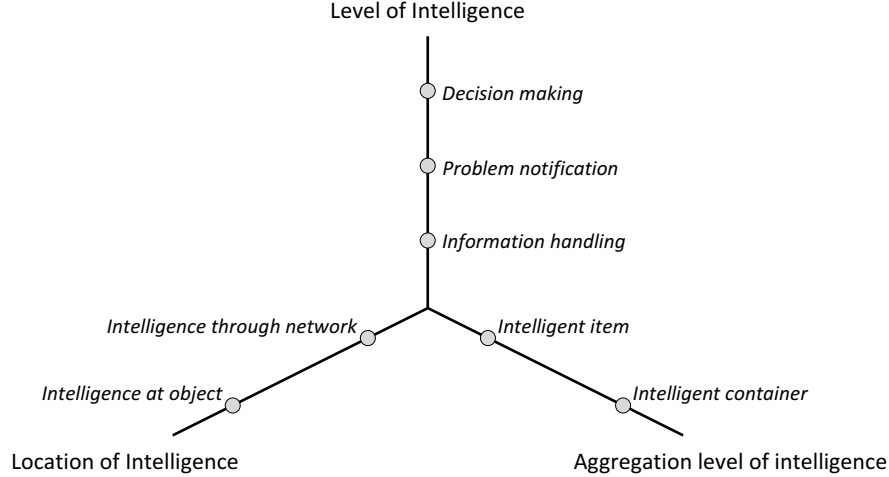 Level of Intelligence
Decision making
Problem notification
Information handling
Intelligence through network
Intelligent item
Intelligence at object
Intelligent container
Location of Intelligence
Aggregation level of intelligence